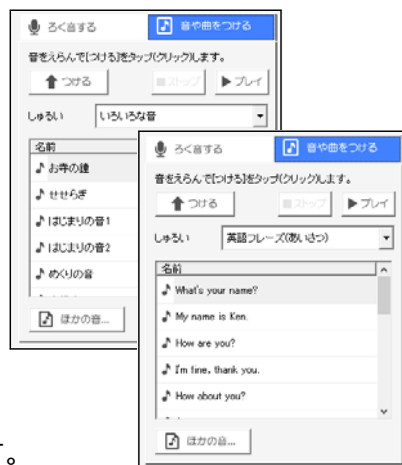 ろく音する 音や曲をつける
音をえらんで[つける]をタップ(クリック)します。
つける ストップ プレイ
しゅるい いろいろな音
名前
お寺の鐘
せせらぎ
はじまりの音1
はじまりの音2
めくりの音
ほかの音...
ろく音する 音や曲をつける
音をえらんで[つける]をタップ(クリック)します。
つける ストップ プレイ
しゅるい 英語フレーズ(あいさつ)
名前
What's your name?
My name is Ken.
How are you?
I'm fine, thank you.
How about you?
ほかの音...
。